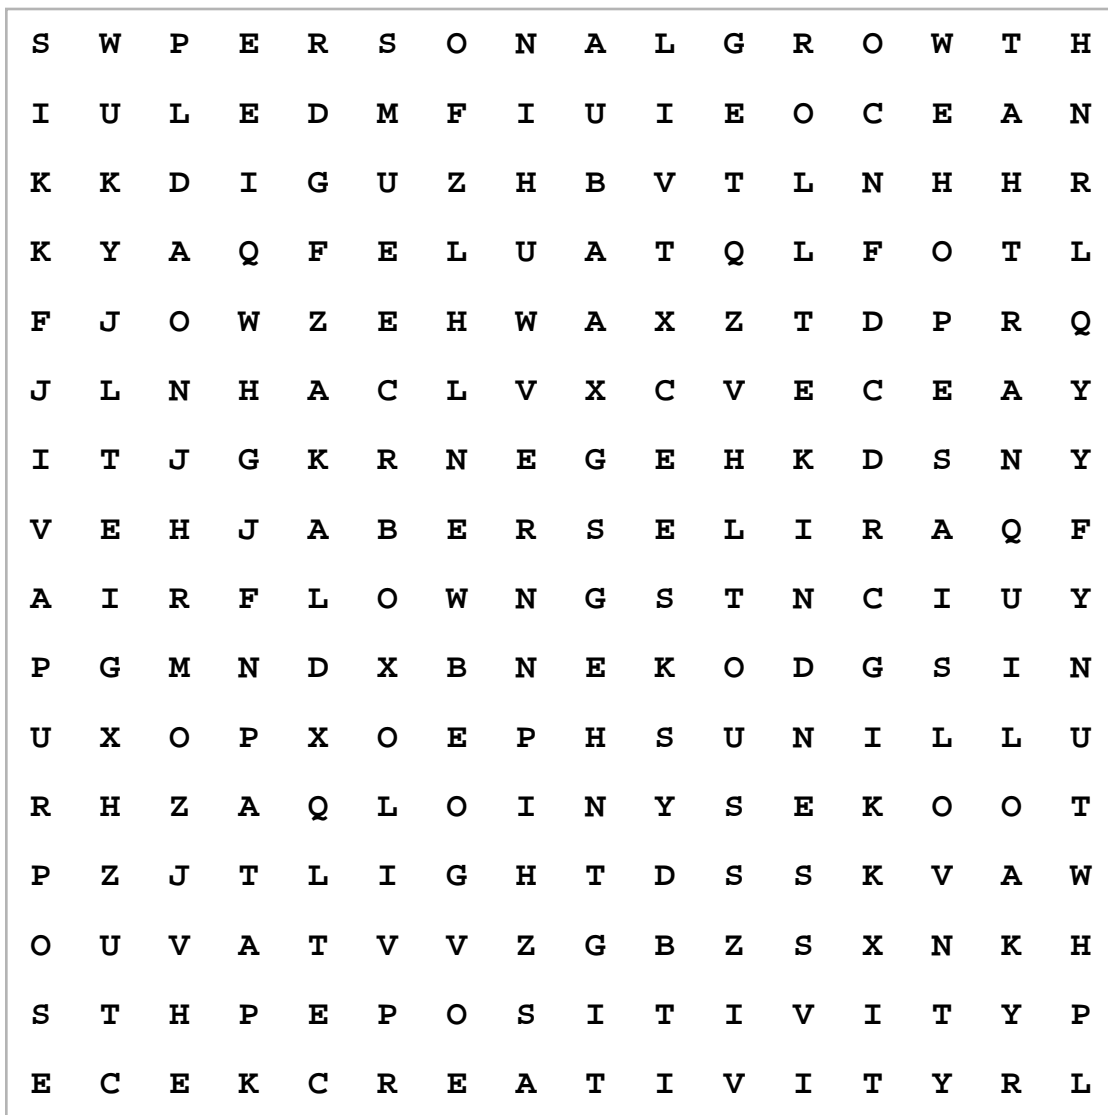 S W P E R S O N A L G R O W T H
I U L E D M F I U I E O C E A N
K K D I G U Z H B V T L N H H R
K Y A Q F E L U A T Q L F O T L
F J O W Z E H W A X Z T D P R Q
J L N H A C L V X C V E C E A Y
I T J G K R N E G E H K D S N Y
V E H J A B E R S E L I R A Q F
A I R F L O W N G S T N C I U Y
P G M N D X B N E K O D G S I N
U X O P X O E P H S U N I L L U
R H Z A Q L O I N Y S E K O O T
P Z J T L I G H T D S S K V A W
O U V A T V V Z G B Z S X N K H
S T H P E P O S I T I V I T Y P
E C E K C R E A T I V I T Y R L